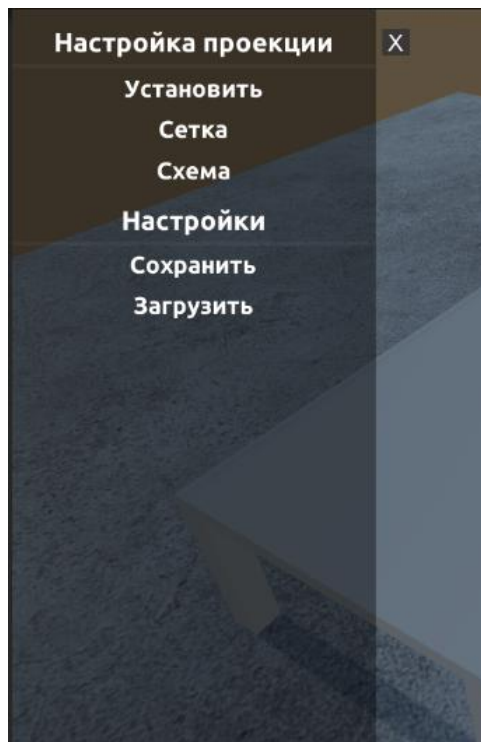 Настройка проекции
X
Установить
Сетка
Схема
Настройки
Сохранить
Загрузить